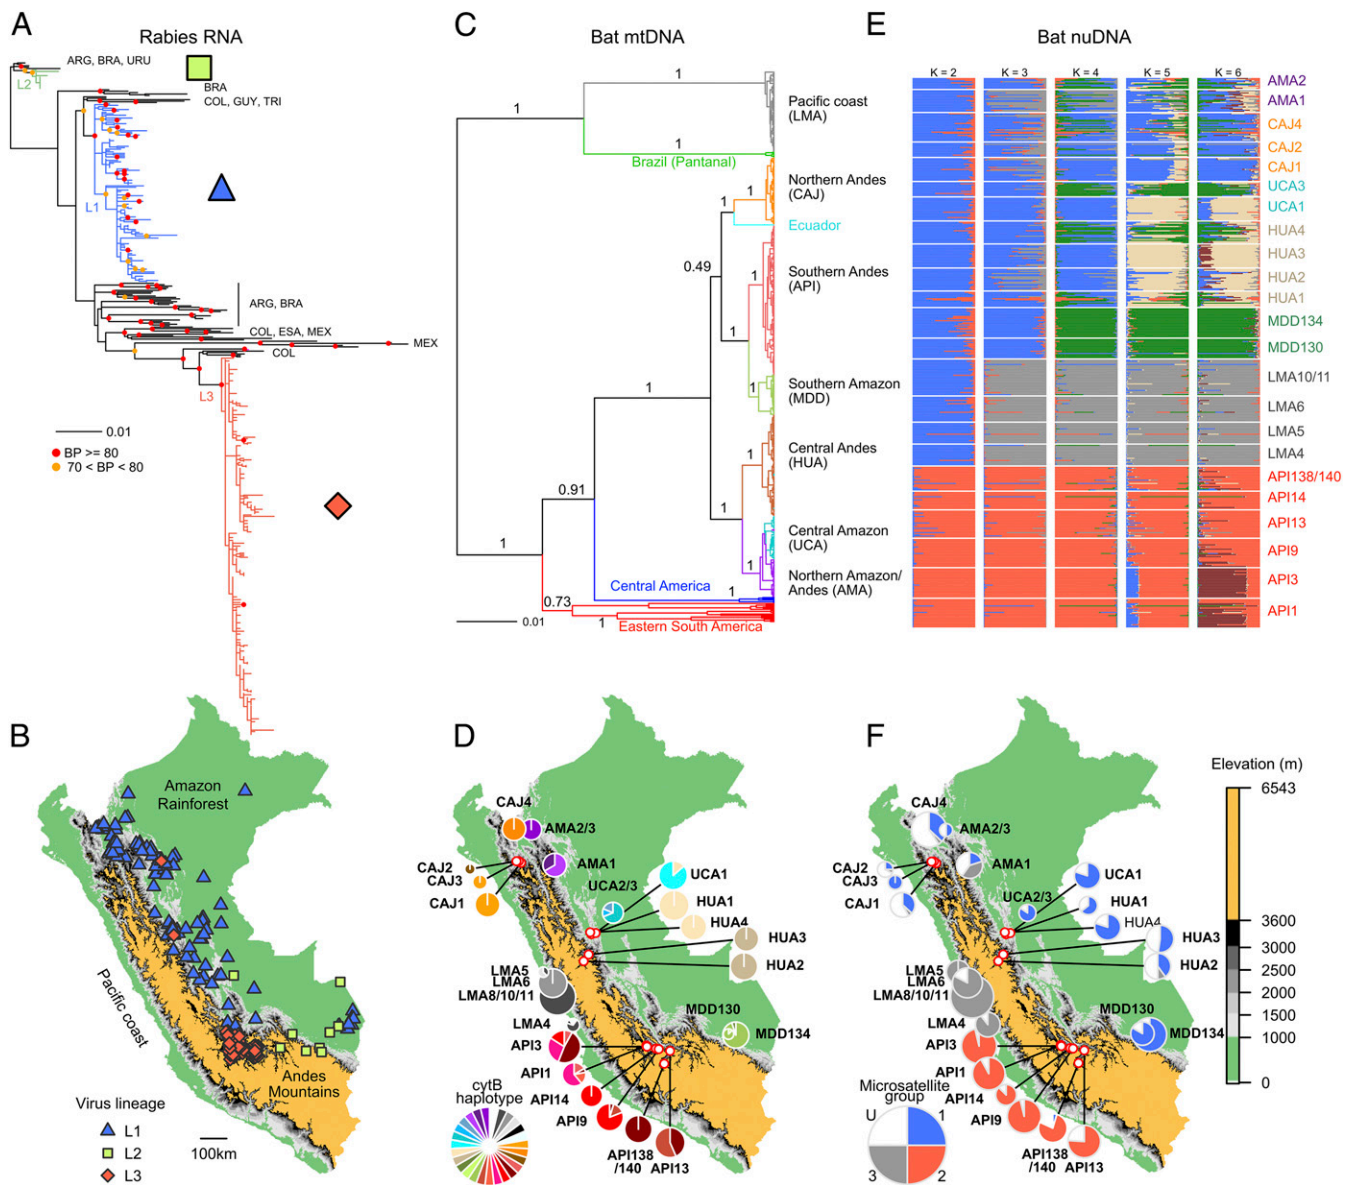 A
Rabies RNA
ARG, BRA, URU
L2
BRA
COL, GUY, TRI
L1
ARG, BRA
COL, ESA, MEX
MEX
COL
L3
0.01
BP >= 80
70 < BP < 80
C
Bat mtDNA
1
1
1
Pacific coast
(LMA)
Brazil (Pantanal)
Northern Andes
(CAJ)
1
Ecuador
0.49
1
Southern Andes
(API)
1
1
Southern Amazon
(MDD)
1
Central Andes
(HUA)
1
0.91
1
Central Amazon
(UCA)
1
1
Northern Amazon/
Andes (AMA)
Central America
1
0.73
1
Eastern South America
0.01
E
Bat nuDNA
K = 2
K = 3
K = 4
K = 5
K = 6
AMA2
AMA1
CAJ4
CAJ2
CAJ1
UCA3
UCA1
HUA4
HUA3
HUA2
HUA1
MDD134
MDD130
LMA10/11
LMA6
LMA5
LMA4
API138/140
API14
API13
API9
API3
API1
B
Amazon
Rainforest
Pacific coast
Andes
Mountains
Virus lineage
L1
L2
L3
100km
D
CAJ4
AMA2/3
CAJ2
CAJ3
CAJ1
AMA1
UCA2/3
UCA1
HUA1
HUA4
HUA3
HUA2
LMA5
LMA6
LMA8/10/11
LMA4
MDD130
MDD134
API3
API1
API14
API9
API138
/140
API13
cytB
haplotype
F
CAJ4
AMA2/3
CAJ2
CAJ3
CAJ1
AMA1
UCA2/3
UCA1
HUA1
HUA4
HUA3
HUA2
LMA5
LMA6
LMA8/10/11
LMA4
MDD130
MDD134
API3
API1
API14
API9
API138
/140
API13
Microsatellite
group
U
1
3
2
Elevation (m)
6543
3600
3000
2500
2000
1000
0